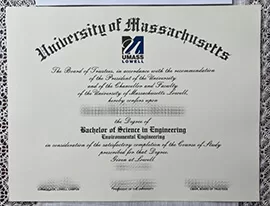 University of Massachusetts
UMASS
LOWELL
The Board of Trustees, in accordance with the recommendation
of the President of the University
and of the Chancellor and Faculty
of the University of Massachusetts Lowell,
hereby confers upon
the Degree of
Bachelor of Science in Engineering
Environmental Engineering
in consideration of the satisfactory completion of the Course of Study
prescribed for that Degree.
Given at Lowell